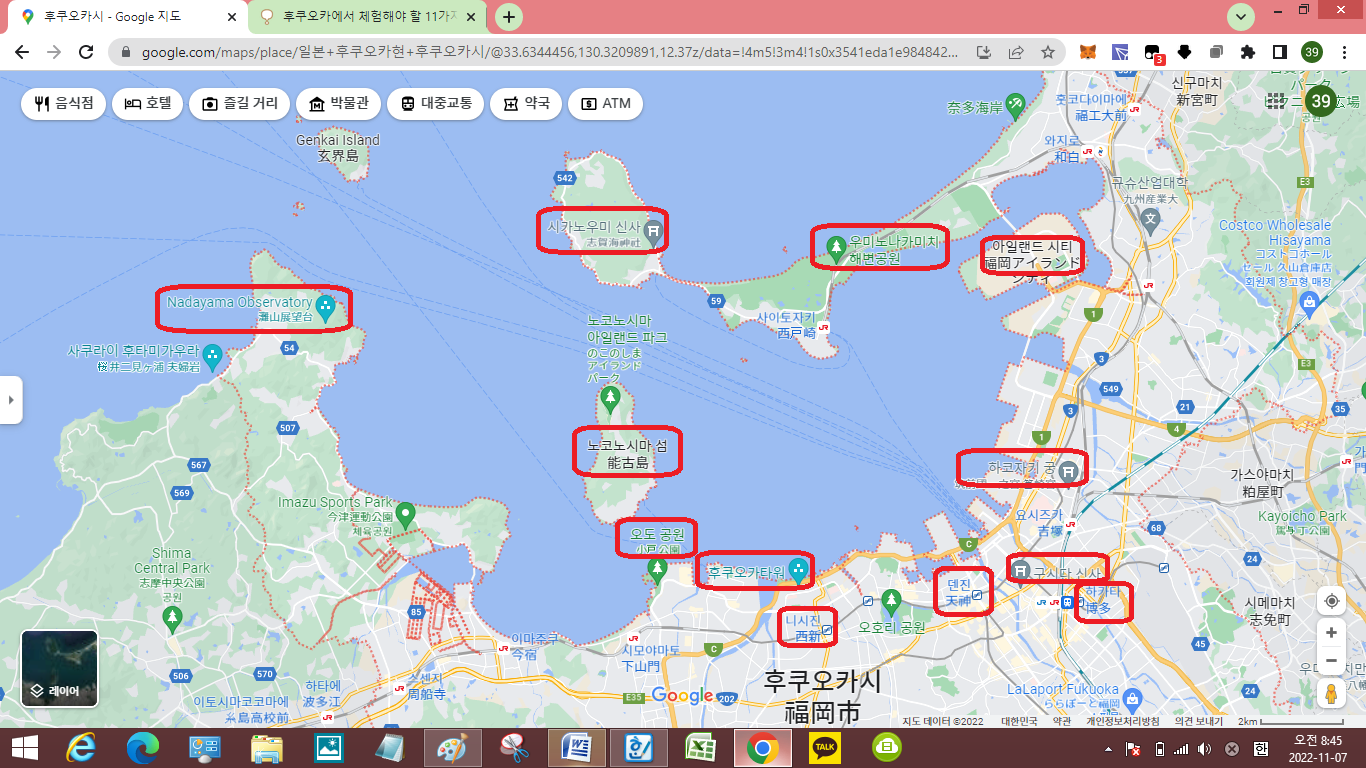 후쿠오카시 - Google 지도
후쿠오카에서 체험해야 할 11가지
google.com/maps/place/일본+후쿠오카현+후쿠오카시/@33.6344456,130.3209891,12.37z/data=!4m5!3m4!1s0x3541eda1e984842...
3
39
음식점
호텔
즐길 거리
박물관
대중교통
약국
ATM
39
Genkai Island
玄界島
542
시카노우미 신사
志賀海神社
奈多海岸
훗코다이마에
福工大前
신구마치
新宮町
와지로
和白
규슈산업대학
九州産業大
E3
Costco Wholesale
Hisayama
コストコホール
セール 久山倉庫店
회원제 창고형 매장
우미노나카미치
해변공원
아일랜드 시티
福岡アイランド
シティ
59
사이토자키
西戸崎
Nadayama Observatory
灘山展望台
54
사쿠라이 후타미가우라
桜井二見ヶ浦 夫婦岩
노코노시마
아일랜드 파크
のこのしま
アイランド
パーク
노코노시마 섬
能古島
1
3
549
21
E3
35
3
1
4
507
567
569
하코자키 궁
가스야마치
粕屋町
요시즈카
吉塚
68
Kayoicho Park
駕与丁公園
Imazu Sports Park
今津運動公園
체육공원
Shima
Central Park
志摩中央公園
공원
오도 공원
小戸公園
후쿠오카타워
C
구시다 신사
24
덴진
天神
하카타
博多
시메마치
志免町
니시진
西新
오호리 공원
85
이마주쿠
今宿
시모야마토
下山門
C
45
506
570
이토시마코코마에
糸島高校前
하타에
波多江
스센지
周船寺
E35
202
Google
후쿠오카시
福岡市
LaLaport Fukuoka
ららぽーと福岡
24
레이어
지도 데이터 ©2022
대한민국
약관
개인정보처리방침
의견 보내기
2km
TALK
한
오전 8:45
2022-11-07